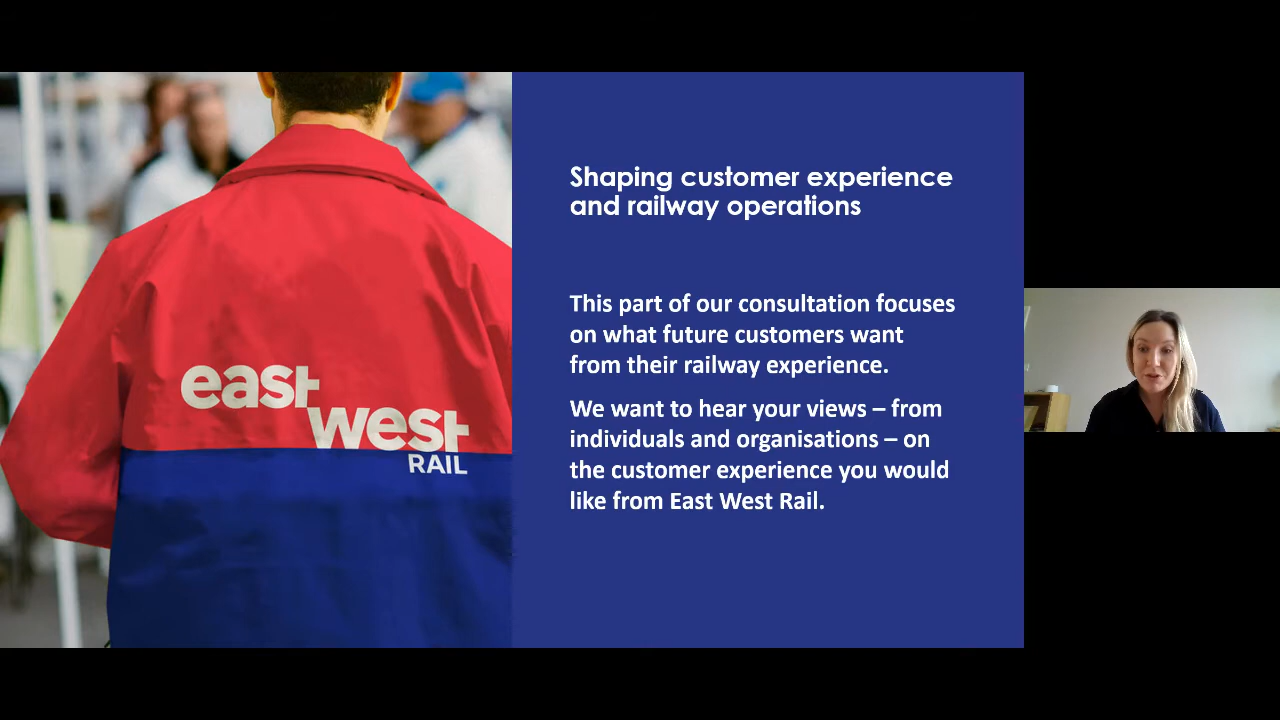 east
west
RAIL
Shaping customer experience
and railway operations
This part of our consultation focuses
on what future customers want
from their railway experience.
We want to hear your views – from
individuals and organisations – on
the customer experience you would
like from East West Rail.